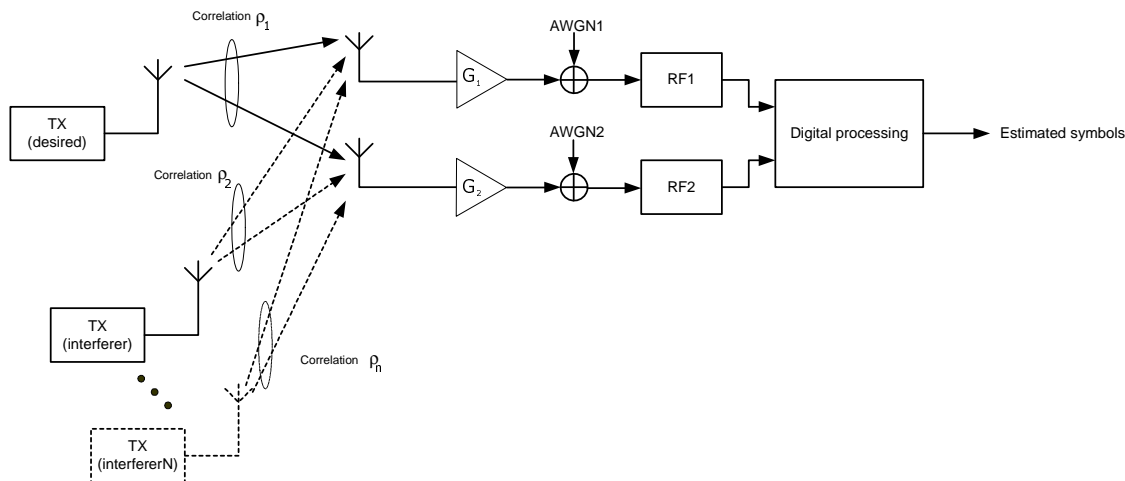 Correlation ρ1
AWGN1
G1
RF1
TX
(desired)
Digital processing
Estimated symbols
AWGN2
Correlation ρ2
G2
RF2
TX
(interferer)
Correlation ρn
TX
(interfererN)